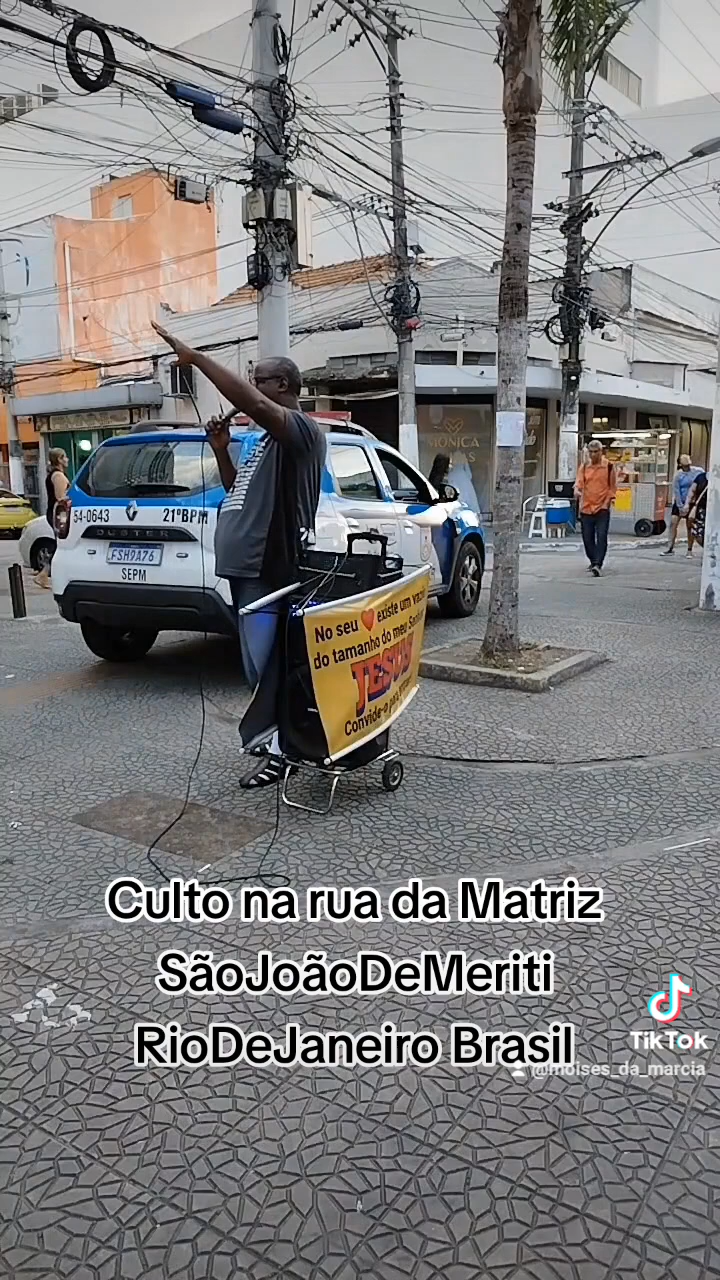 MONICA
54-0643
21ºBPM
DUSTER
SEPM
No seu ❤ existe um vazio
do tamanho do meu Senhor
JESUS
Convide-o
Culto na rua da Matriz
SãoJoãoDeMeriti
RioDeJaneiro Brasil
TikTok
@moises_da_marcia